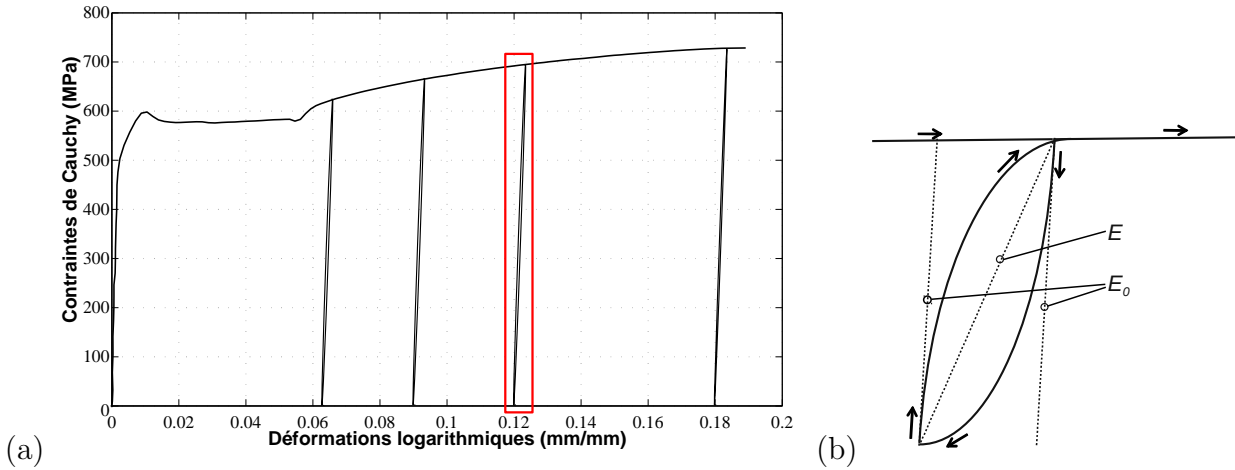 800
700
600
500
400
300
200
100
0
Contraintes de Cauchy (MPa)
0 0.02 0.04 0.06 0.08 0.1 0.12 0.14 0.16 0.18 0.2
Déformations logarithmiques (mm/mm)
(a)
E
E0
(b)